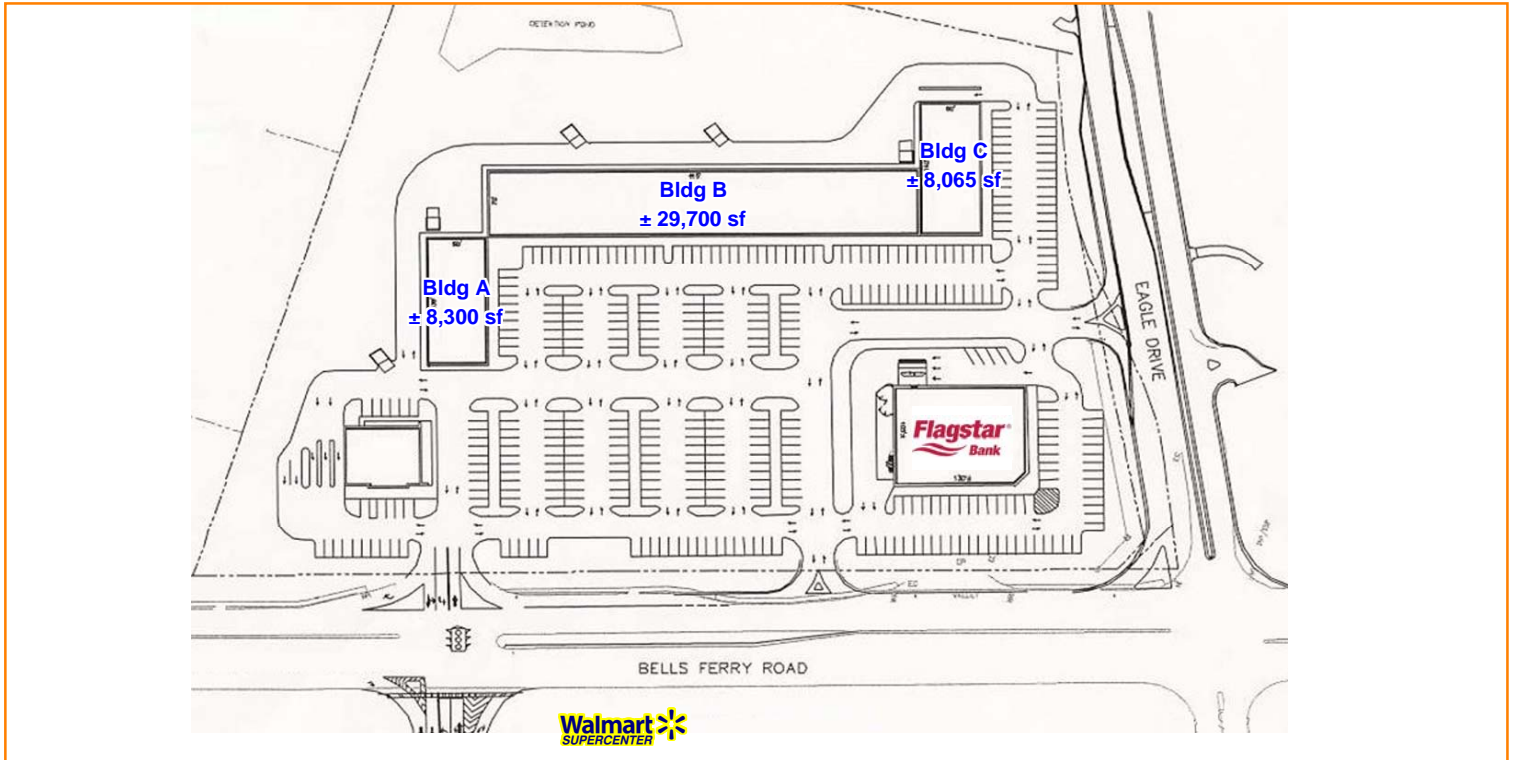 DETENTION POND
Bldg C
± 8,065 sf
Bldg B
± 29,700 sf
Bldg A
± 8,300 sf
EAGLE DRIVE
Flagstar®
Bank
BELLS FERRY ROAD
Walmart
SUPERCENTER